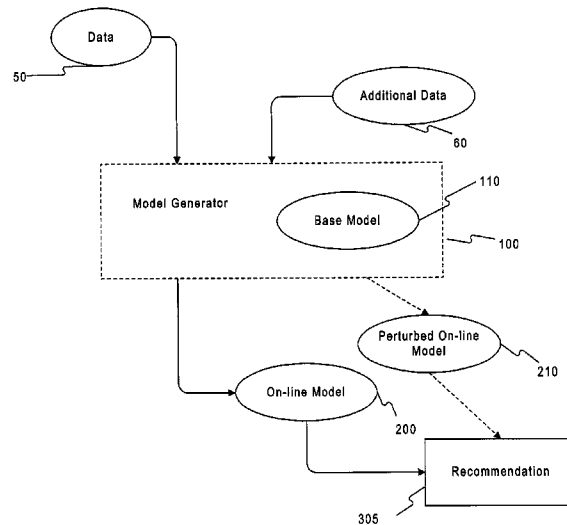 Data
50
Additional Data
60
110
Model Generator
Base Model
100
Perturbed On-line
Model
210
On-line Model
200
Recommendation
305